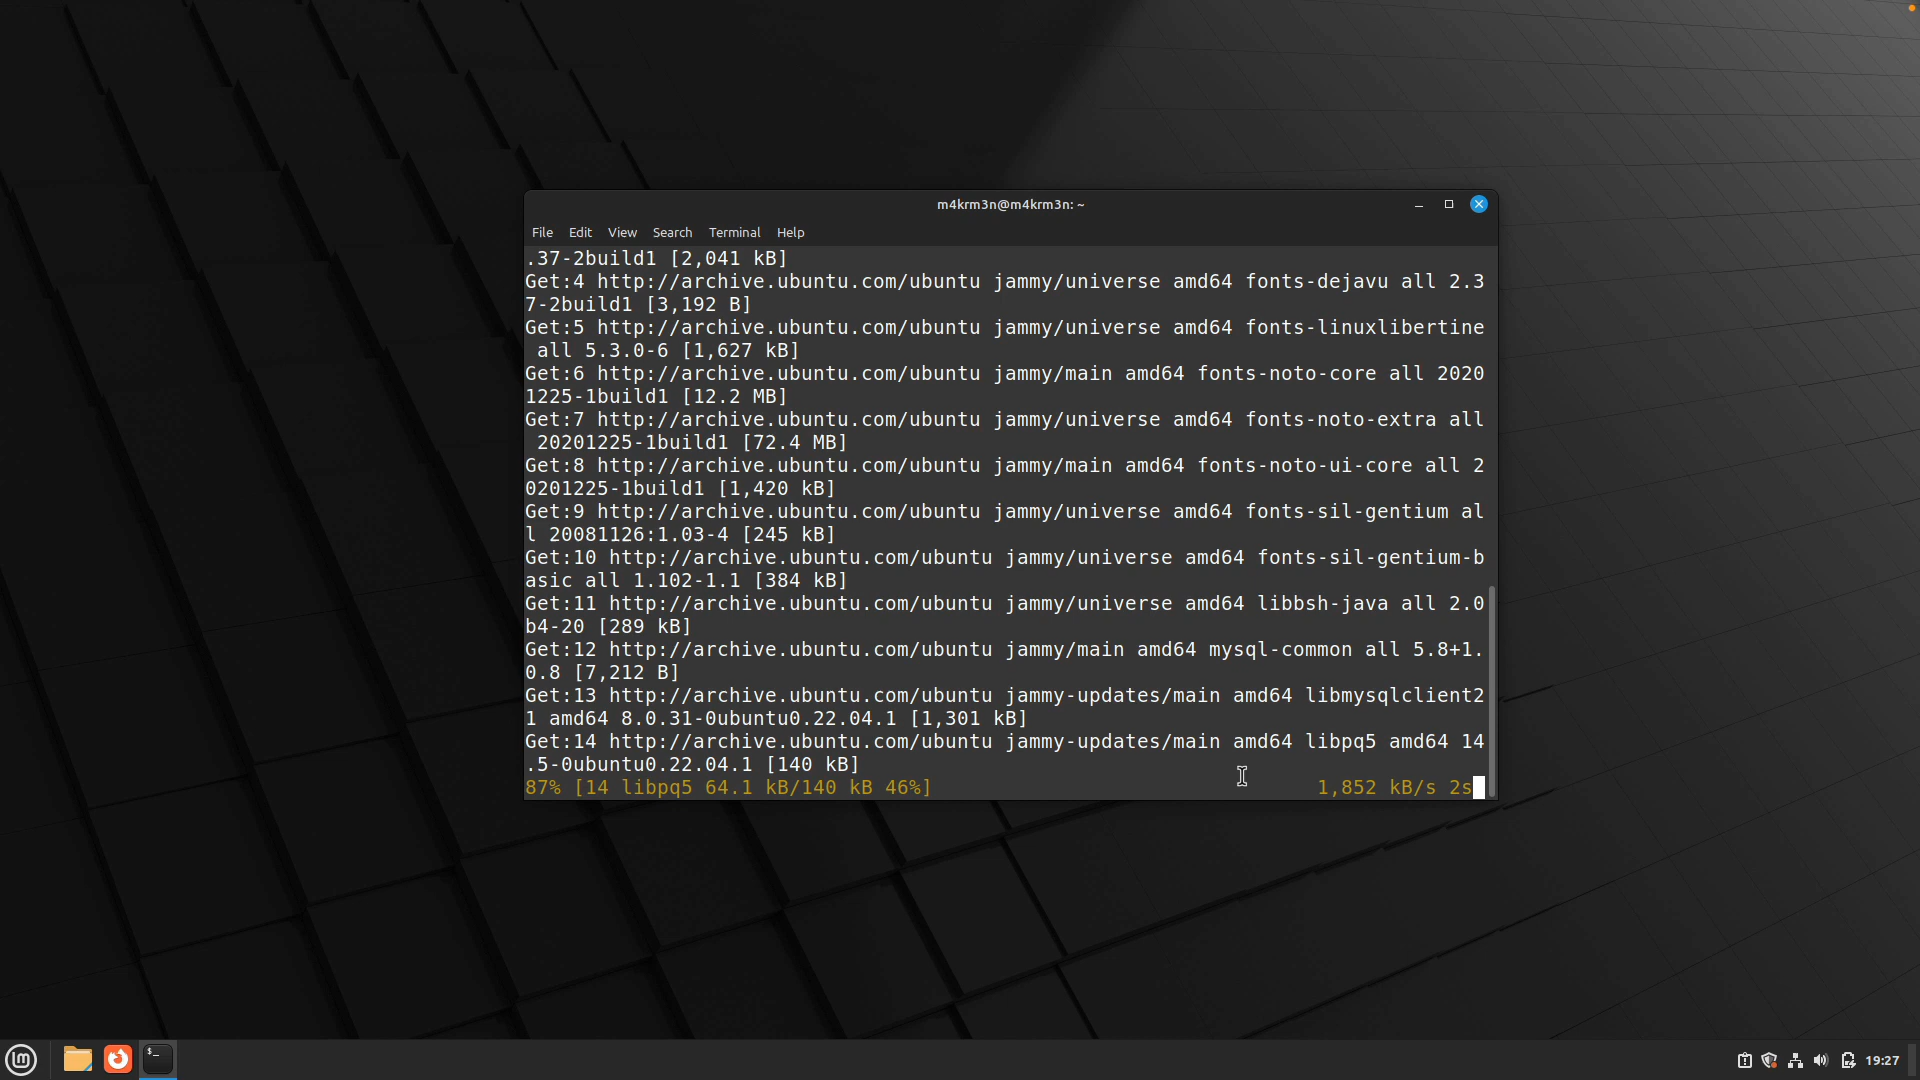 m4krm3n@m4krm3n: ~
File Edit View Search Terminal Help
.37-2build1 [2,041 kB]
Get:4 http://archive.ubuntu.com/ubuntu jammy/universe amd64 fonts-dejavu all 2.3
7-2build1 [3,192 B]
Get:5 http://archive.ubuntu.com/ubuntu jammy/universe amd64 fonts-linuxlibertine
 all 5.3.0-6 [1,627 kB]
Get:6 http://archive.ubuntu.com/ubuntu jammy/main amd64 fonts-noto-core all 2020
1225-1build1 [12.2 MB]
Get:7 http://archive.ubuntu.com/ubuntu jammy/universe amd64 fonts-noto-extra all
 20201225-1build1 [72.4 MB]
Get:8 http://archive.ubuntu.com/ubuntu jammy/main amd64 fonts-noto-ui-core all 2
0201225-1build1 [1,420 kB]
Get:9 http://archive.ubuntu.com/ubuntu jammy/universe amd64 fonts-sil-gentium al
l 20081126:1.03-4 [245 kB]
Get:10 http://archive.ubuntu.com/ubuntu jammy/universe amd64 fonts-sil-gentium-b
asic all 1.102-1.1 [384 kB]
Get:11 http://archive.ubuntu.com/ubuntu jammy/universe amd64 libbsh-java all 2.0
b4-20 [289 kB]
Get:12 http://archive.ubuntu.com/ubuntu jammy/main amd64 mysql-common all 5.8+1.
0.8 [7,212 B]
Get:13 http://archive.ubuntu.com/ubuntu jammy-updates/main amd64 libmysqlclient2
1 amd64 8.0.31-0ubuntu0.22.04.1 [1,301 kB]
Get:14 http://archive.ubuntu.com/ubuntu jammy-updates/main amd64 libpq5 amd64 14
.5-0ubuntu0.22.04.1 [140 kB]
87% [14 libpq5 64.1 kB/140 kB 46%] 1,852 kB/s 2s
$_
19:27